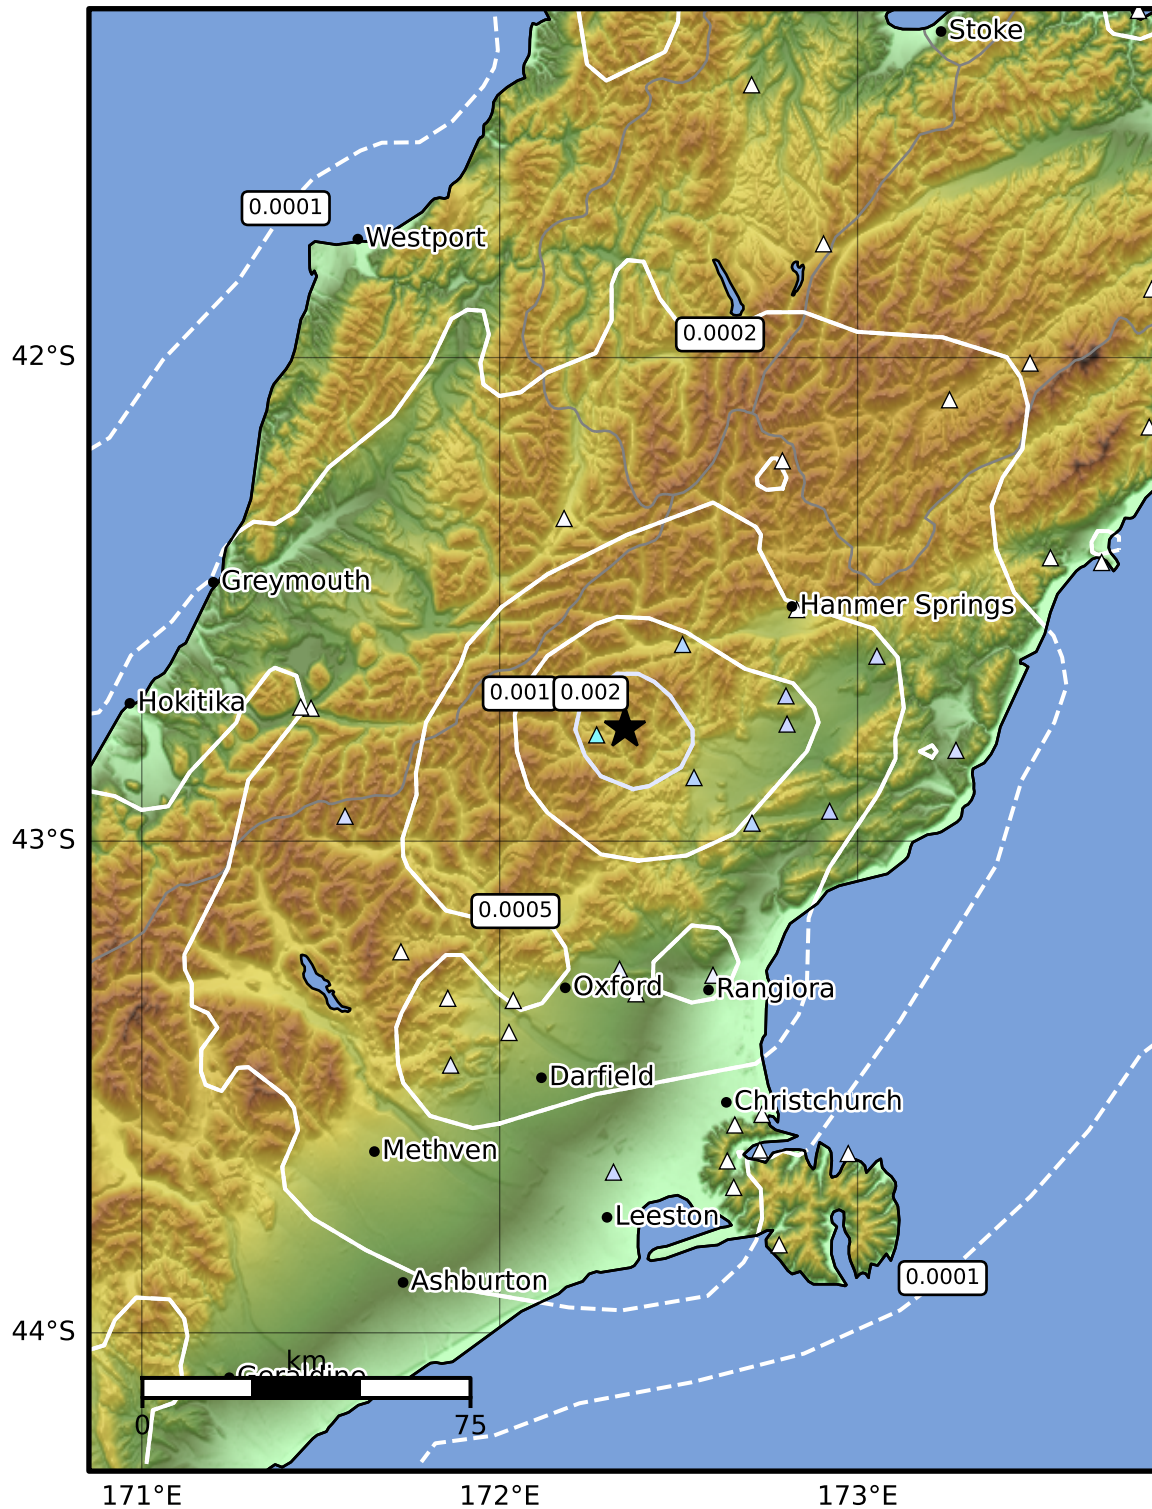 Stoke
0.0001
Westport
0.0002
42°S
Greymouth
Hanmer Springs
0.001
0.002
Hokitika
43°S
0.0005
Oxford
Rangiora
Darfield
Christchurch
Methven
Leeston
Ashburton
0.0001
44°S
km
Geraldine
0
75
171°E
172°E
173°E